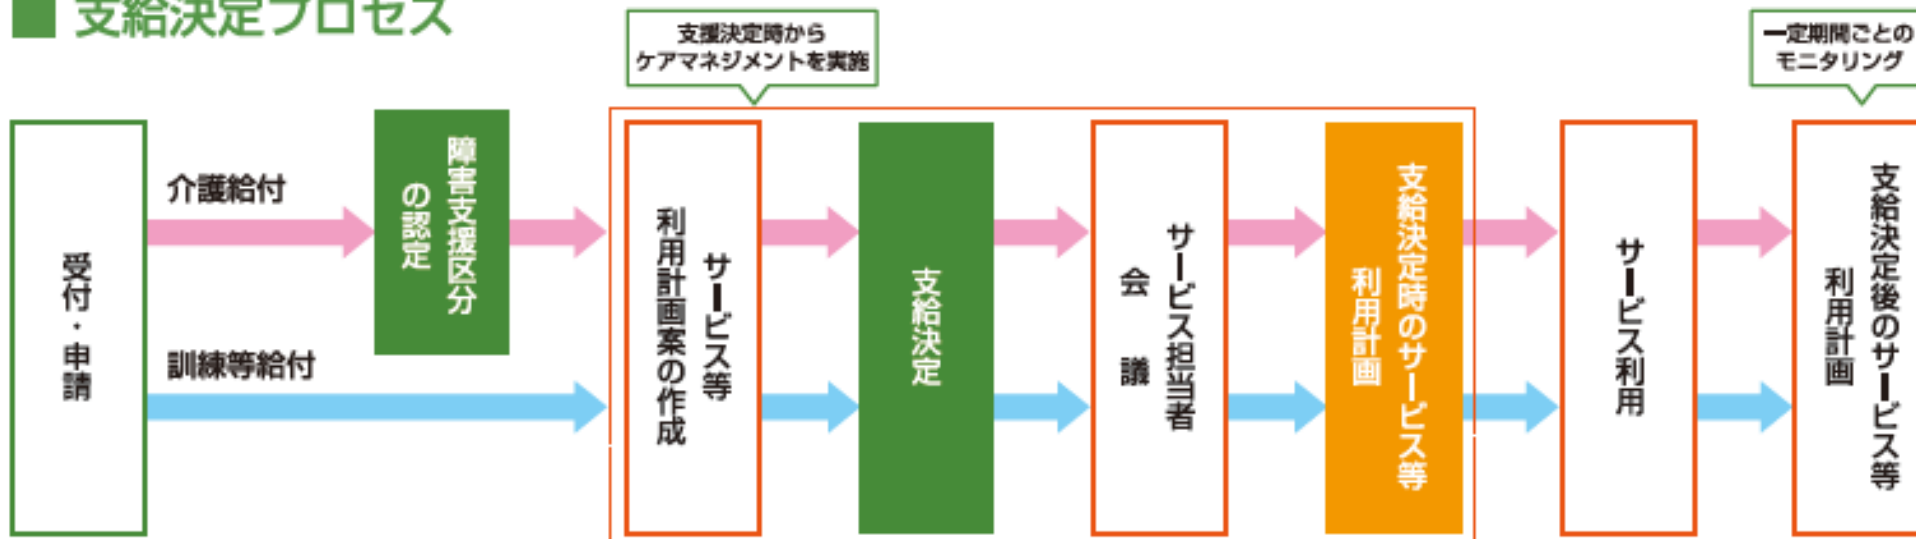 支給決定プロセス
支援決定時から
ケアマネジメントを実施
一定期間ごとの
モニタリング
受付・申請
介護給付
訓練等給付
障害支援区分
の認定
サービス等
利用計画案の作成
支給決定
サービス担当者
会議
支給決定時のサービス等
利用計画
サービス利用
支給決定後のサービス等
利用計画